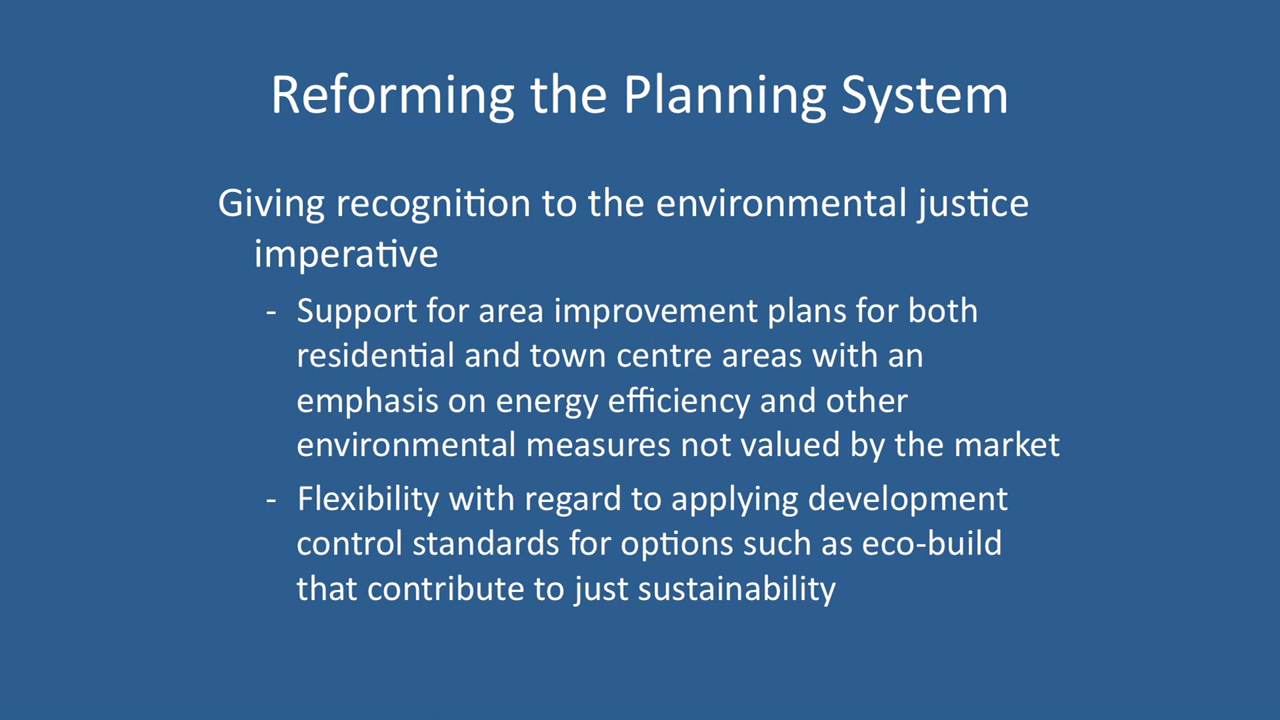 Reforming the Planning System
Giving recognition to the environmental justice
imperative
- Support for area improvement plans for both
residential and town centre areas with an
emphasis on energy efficiency and other
environmental measures not valued by the market
- Flexibility with regard to applying development
control standards for options such as eco-build
that contribute to just sustainability